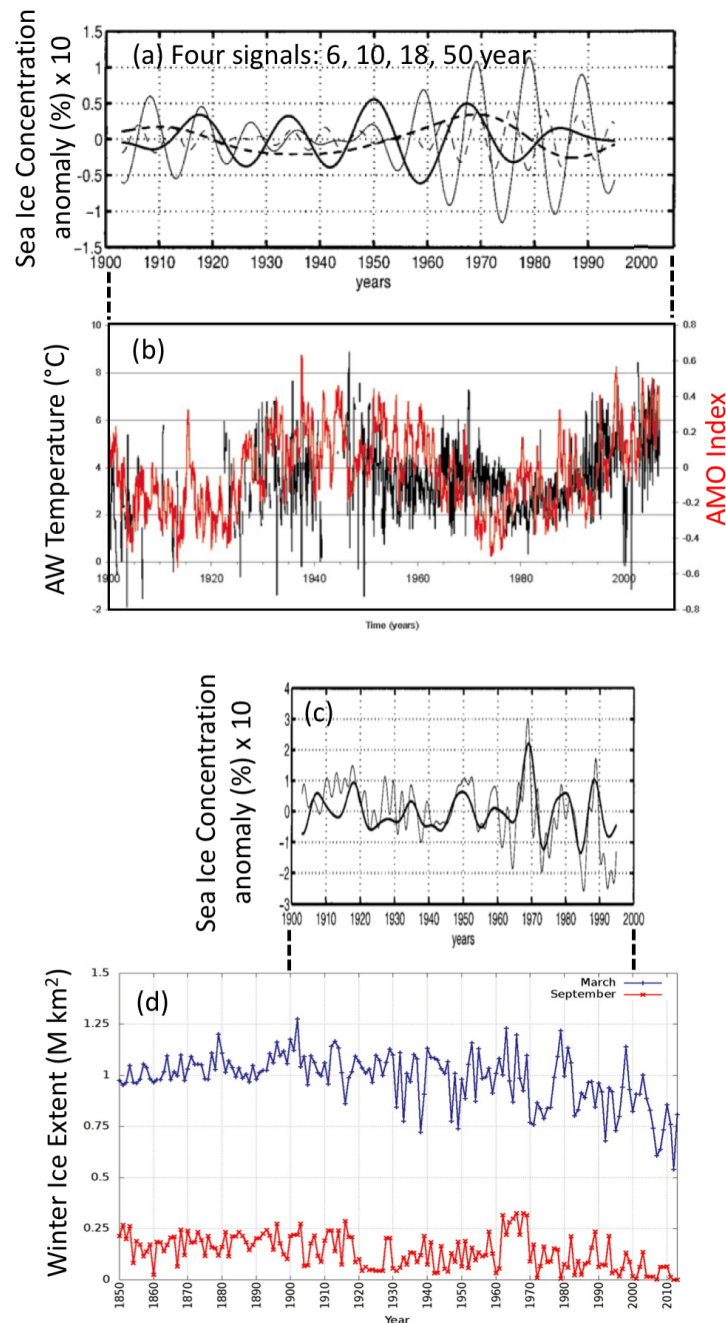 (a) Four signals: 6, 10, 18, 50 year
Sea Ice Concentration
anomaly (%) x 10
1.5
1
0.5
0
−0.5
−1
−1.5
1900 1910 1920 1930 1940 1950 1960 1970 1980 1990 2000
years
(b)
AW Temperature (°C)
10
8
6
4
2
0
-2
0.8
0.6
0.4
0.2
0
-0.2
-0.4
-0.6
-0.8
AMO Index
1900 1920 1940 1960 1980 2000
Time (years)
(c)
Sea Ice Concentration
anomaly (%) x 10
4
3
2
1
0
−1
−2
−3
1900 1910 1920 1930 1940 1950 1960 1970 1980 1990 2000
years
(d)
March
September
Winter Ice Extent (M km²)
1.5
1.25
1
0.75
0.5
0.25
0
1850 1860 1870 1880 1890 1900 1910 1920 1930 1940 1950 1960 1970 1980 1990 2000 2010
Year